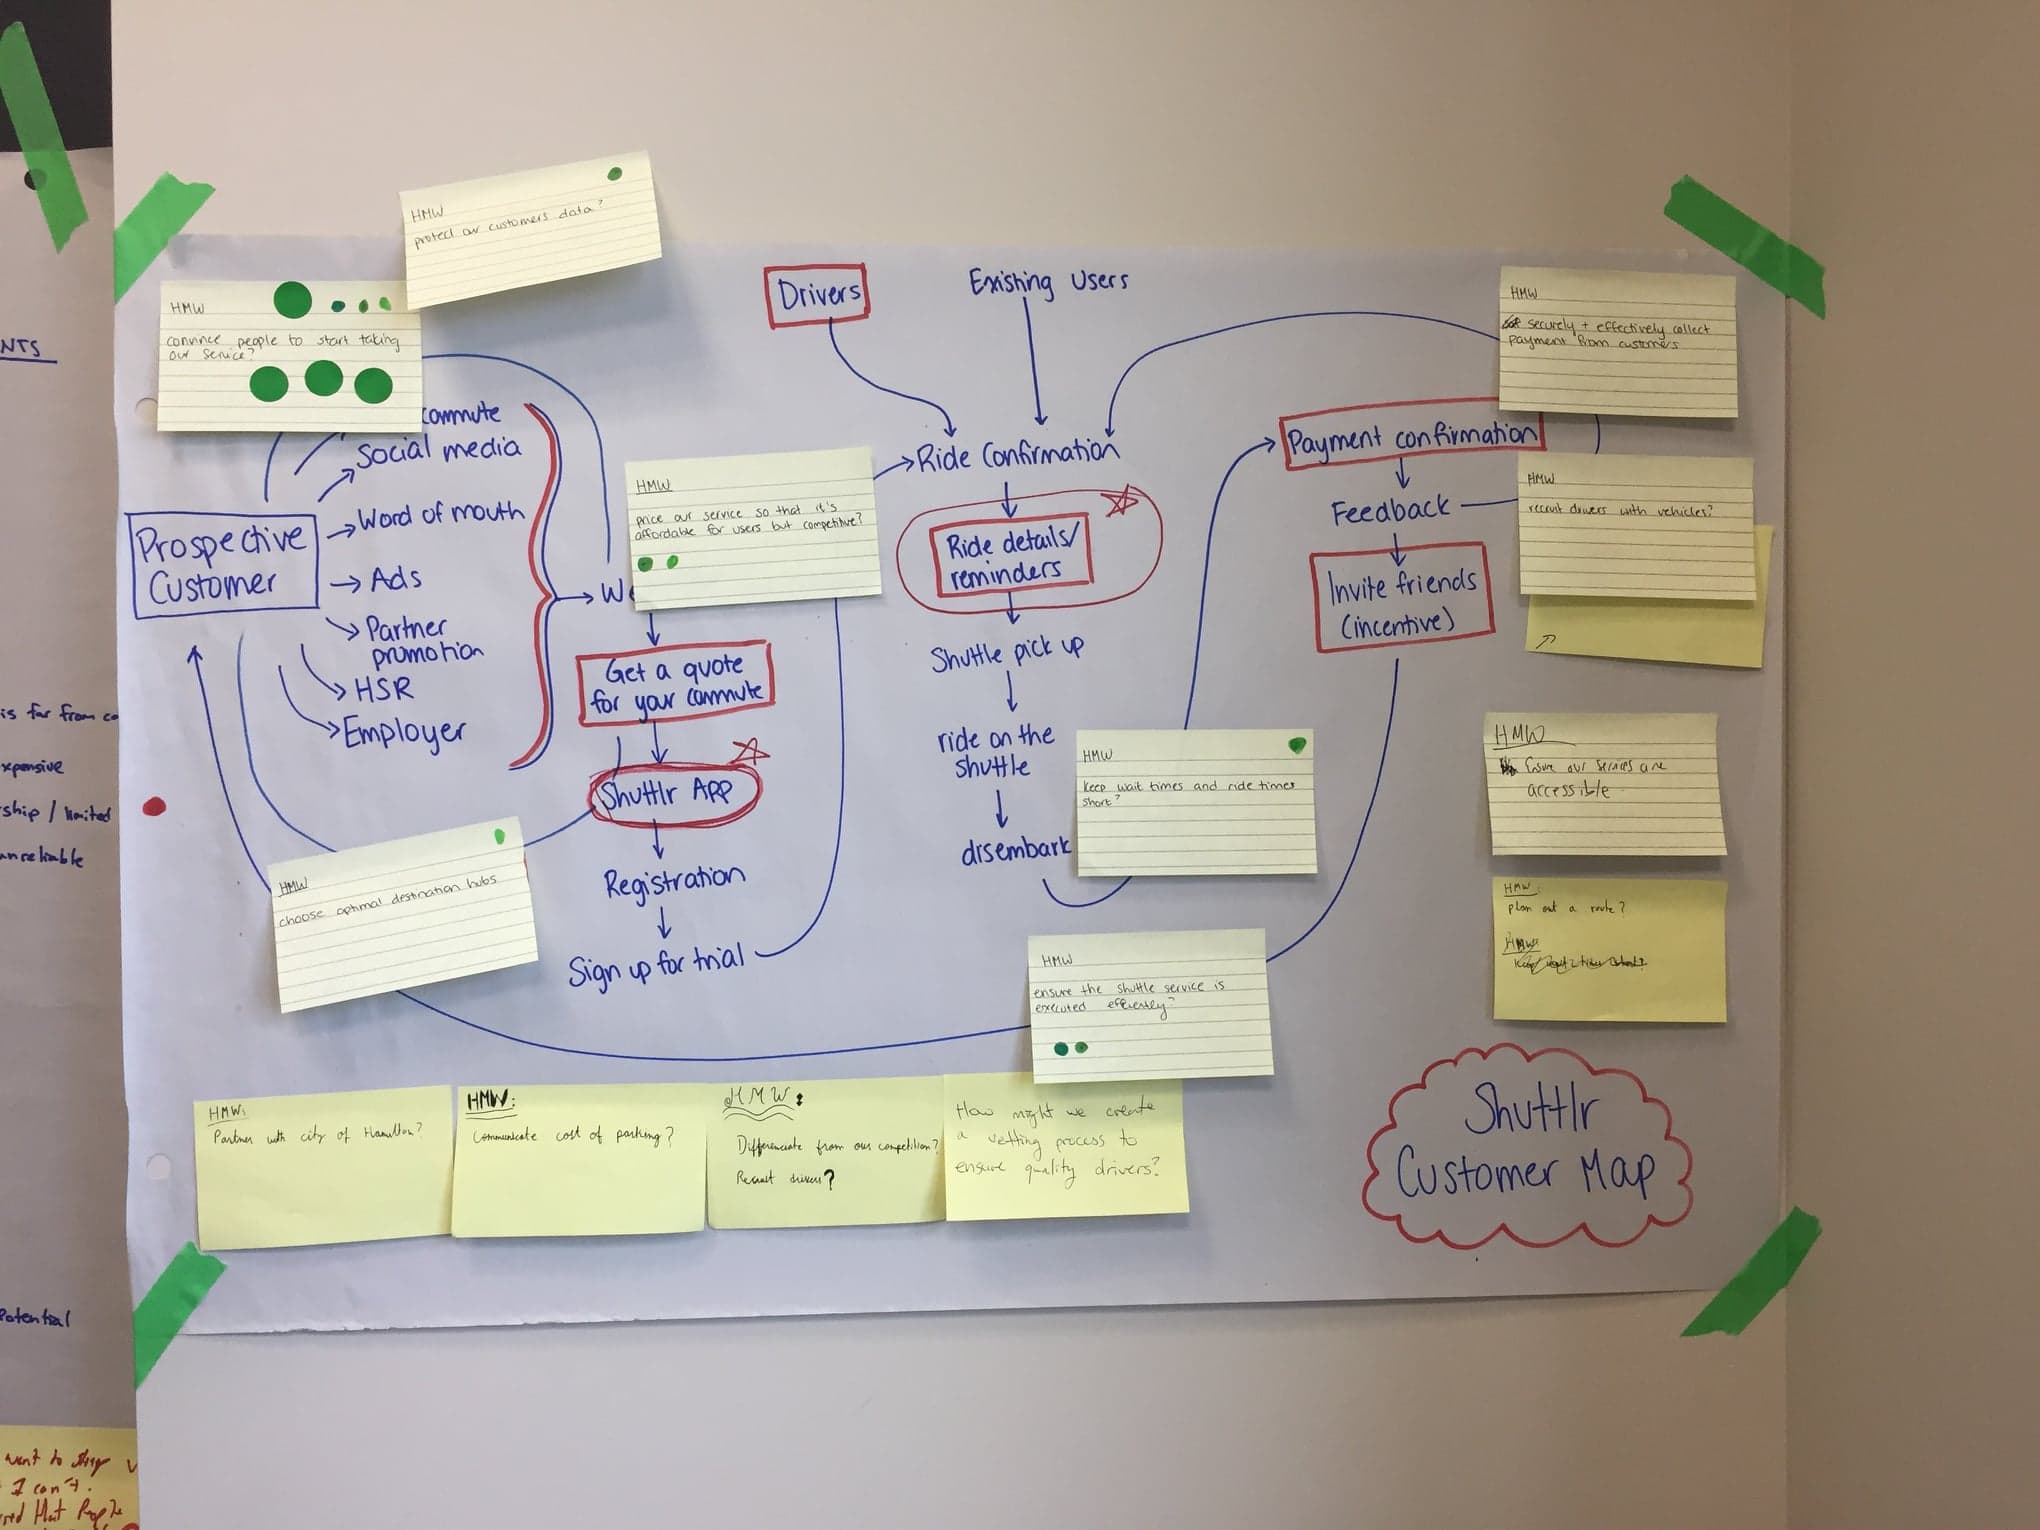 HMW
protect our customers data?
HMW
convince people to start taking
our service?
Drivers
Existing Users
HMW
securely + effectively collect
payment from customers
commute
Social media
Word of mouth
Ads
Partner
promotion
HSR
Employer
Prospective
Customer
HMW
price our service so that it's
affordable for users but competitive?
We
Get a quote
for your commute
Shuttlr APP
Registration
Sign up for trial
Ride Confirmation
Ride details/
reminders
Shuttle pick up
ride on the
shuttle
disembark
Payment confirmation
Feedback
Invite friends
(incentive)
HMW
recruit drivers with vehicles?
HMW
keep wait times and ride times
short?
HMW
Ensure our services are
accessible
HMW:
plan out a route?
HMW:
HMW
choose optimal destination hubs
HMW
ensure the shuttle service is
executed efficiently?
HMW:
Partner with city of Hamilton?
HMW:
Communicate cost of parking?
HMW:
Differenciate from our competition?
Recruit drivers?
How might we create
a vetting process to
ensure quality drivers?
Shuttlr
Customer Map
NTS
is far from co
xpensive
ship / limited
unreliable
Potential
want to
I can't.
that People